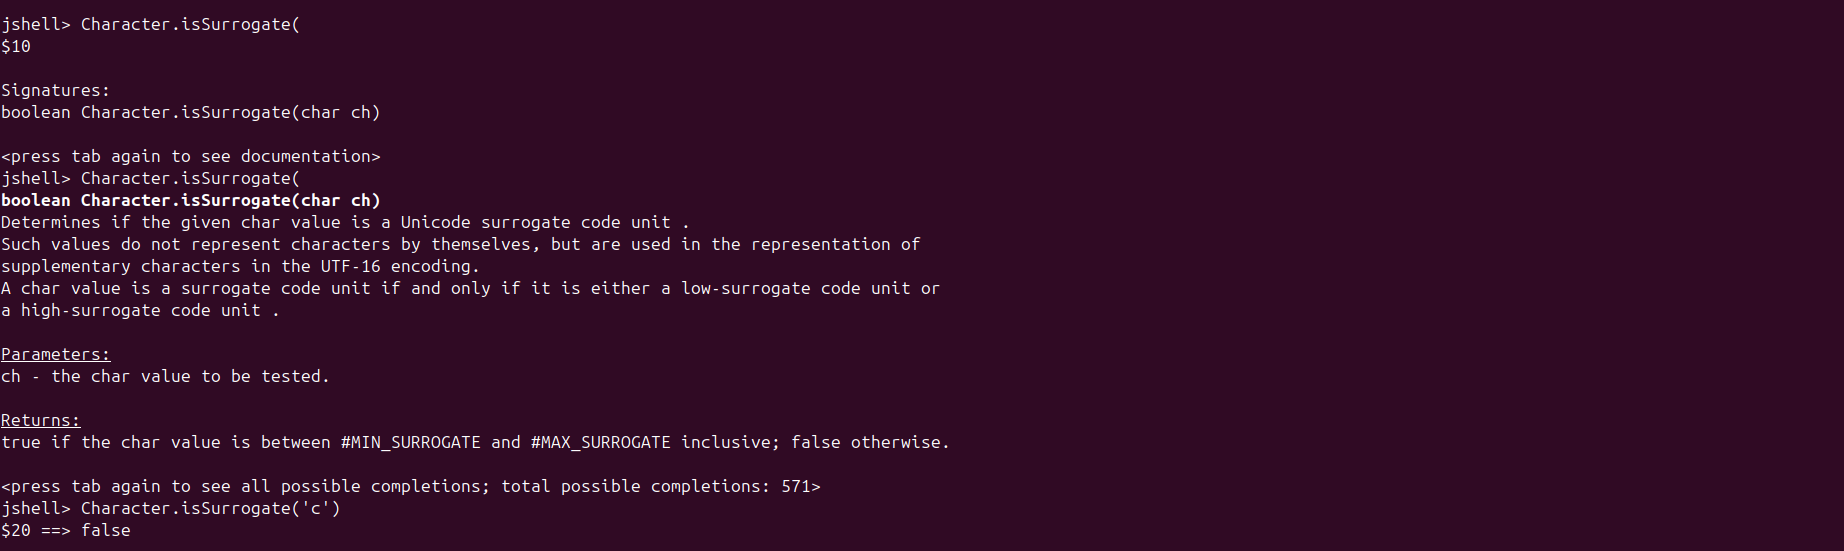 jshell> Character.isSurrogate(
$10
Signatures:
boolean Character.isSurrogate(char ch)
<press tab again to see documentation>
jshell> Character.isSurrogate(
boolean Character.isSurrogate(char ch)
Determines if the given char value is a Unicode surrogate code unit .
Such values do not represent characters by themselves, but are used in the representation of
supplementary characters in the UTF-16 encoding.
A char value is a surrogate code unit if and only if it is either a low-surrogate code unit or
a high-surrogate code unit .
Parameters:
ch - the char value to be tested.
Returns:
true if the char value is between #MIN_SURROGATE and #MAX_SURROGATE inclusive; false otherwise.
<press tab again to see all possible completions; total possible completions: 571>
jshell> Character.isSurrogate('c')
$20 ==> false